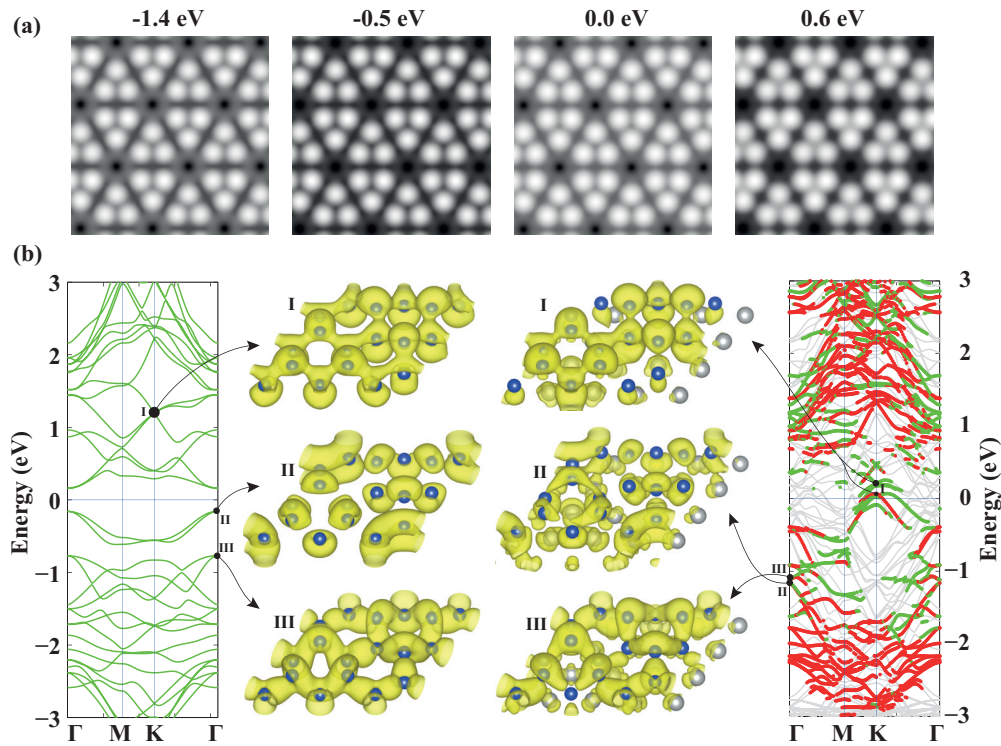 (a)
-1.4 eV
-0.5 eV
0.0 eV
0.6 eV
(b)
Energy (eV)
3
2
1
0
−1
−2
−3
Γ M K Γ
I
II
III
I
II
III
I
II
III
Energy (eV)
3
2
1
0
−1
−2
−3
Γ M K Γ
I
III
II